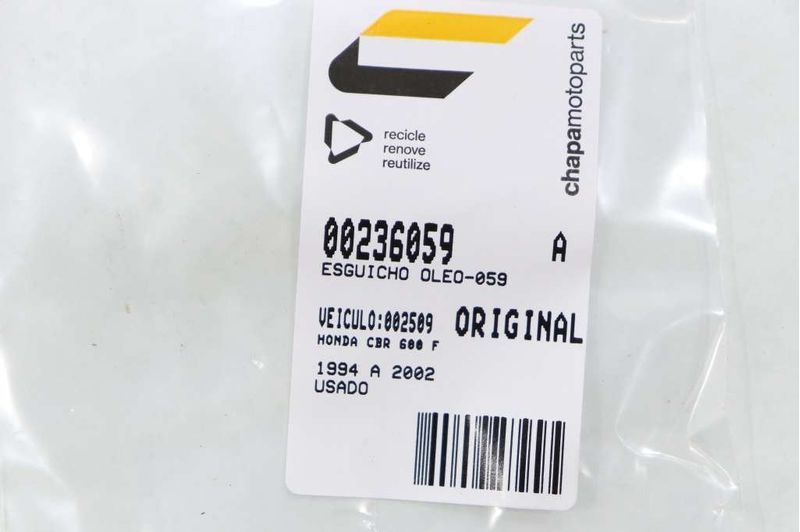 chapamotoparts
recicle
renove
reutilize
00236059 A
ESGUICHO OLEO-059
VEICULO:002509 ORIGINAL
HONDA CBR 600 F
1994 A 2002
USADO